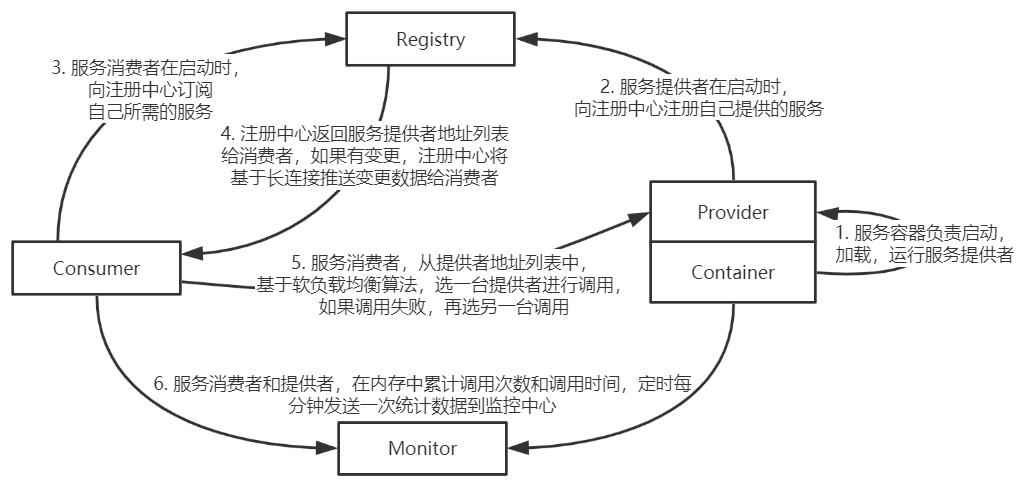 Registry
3. 服务消费者在启动时，
向注册中心订阅
自己所需的服务
2. 服务提供者在启动时，
向注册中心注册自己提供的服务
4. 注册中心返回服务提供者地址列表
给消费者，如果有变更，注册中心将
基于长连接推送变更数据给消费者
Provider
1. 服务容器负责启动，
加载，运行服务提供者
Consumer
5. 服务消费者，从提供者地址列表中，
基于软负载均衡算法，选一台提供者进行调用，
如果调用失败，再选另一台调用
Container
6. 服务消费者和提供者，在内存中累计调用次数和调用时间，定时每
分钟发送一次统计数据到监控中心
Monitor